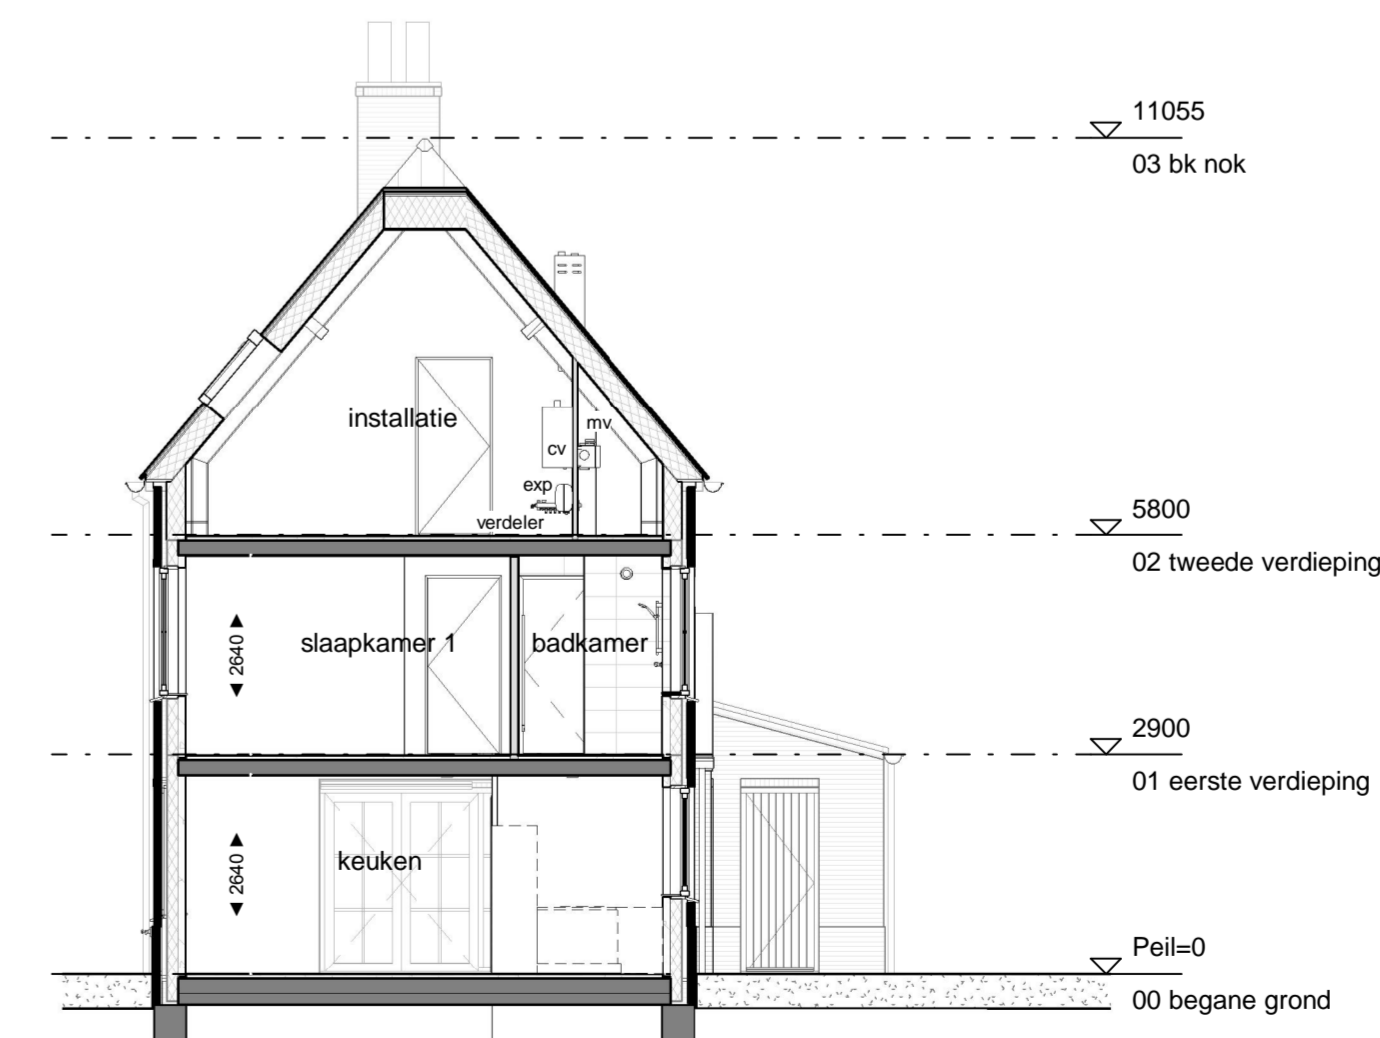 11055
03 bk nok
installatie
mv
cv
exp
verdeler
5800
02 tweede verdieping
2640
slaapkamer 1
badkamer
2900
01 eerste verdieping
2640
keuken
Peil=0
00 begane grond